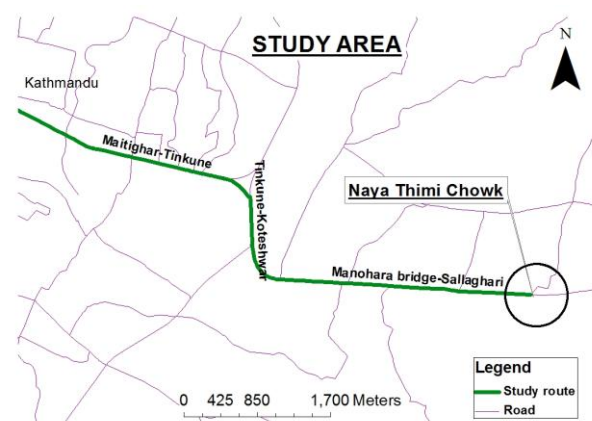 STUDY AREA
N
Kathmandu
Maitighar-Tinkune
Tinkune-Koteshwar
Naya Thimi Chowk
Manohara bridge-Sallaghari
Legend
Study route
Road
0 425 850 1,700 Meters